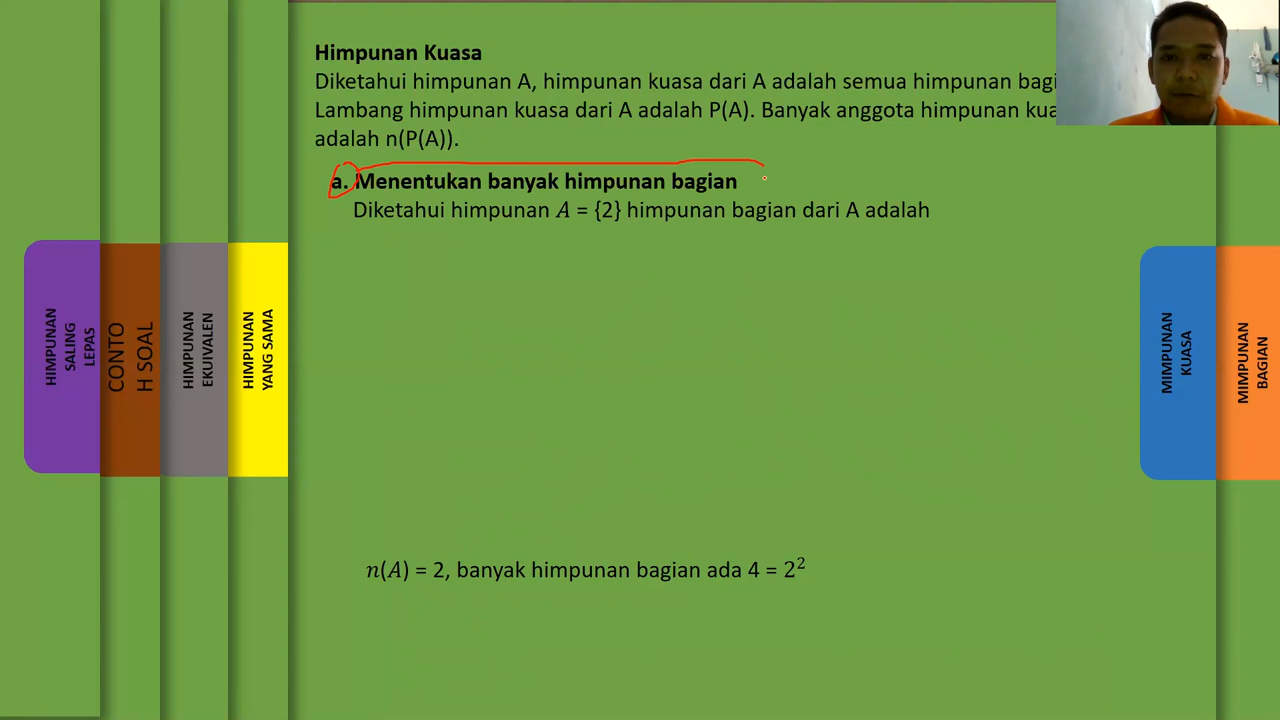 Himpunan Kuasa
Diketahui himpunan A, himpunan kuasa dari A adalah semua himpunan bagi
Lambang himpunan kuasa dari A adalah P(A). Banyak anggota himpunan kua
adalah n(P(A)).
a. Menentukan banyak himpunan bagian
Diketahui himpunan A = {2} himpunan bagian dari A adalah
n(A) = 2, banyak himpunan bagian ada 4 = 2²
HIMPUNAN
SALING
LEPAS
CONTO
H SOAL
HIMPUNAN
EKUIVALEN
HIMPUNAN
YANG SAMA
MIMPUNAN
KUASA
MIMPUNAN
BAGIAN